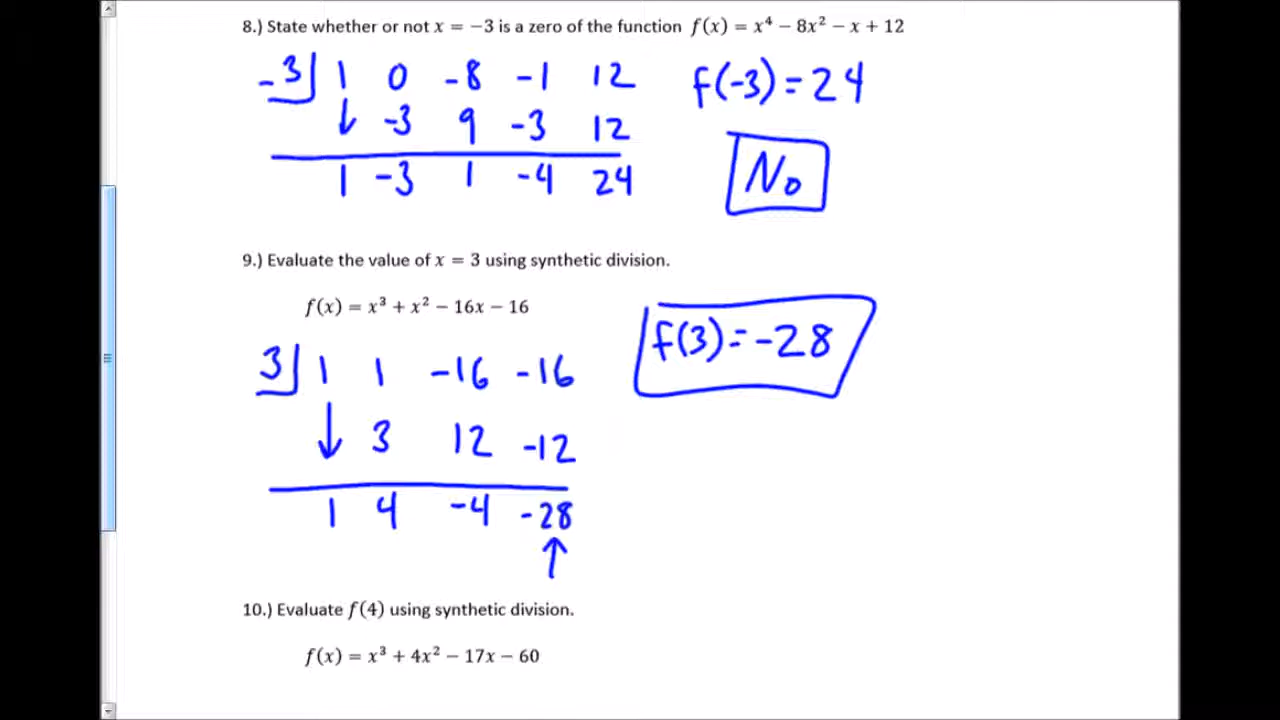 8.) State whether or not x = −3 is a zero of the function f(x) = x⁴ − 8x² − x + 12
-3 1 0 -8 -1 12 f(-3) = 24
↓ -3 9 -3 12
1 -3 1 -4 24 No
9.) Evaluate the value of x = 3 using synthetic division.
f(x) = x³ + x² − 16x − 16
f(3) = -28
3 1 1 -16 -16
↓ 3 12 -12
1 4 -4 -28
↑
10.) Evaluate f(4) using synthetic division.
f(x) = x³ + 4x² − 17x − 60